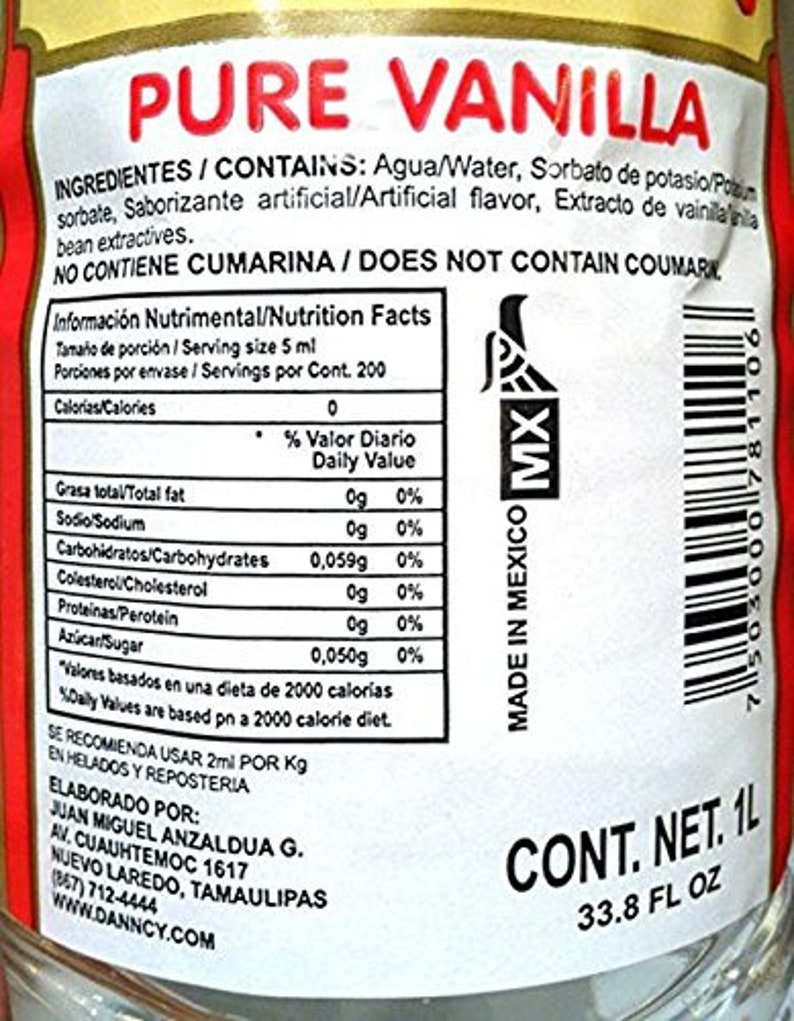 PURE VANILLA
INGREDIENTES / CONTAINS: Agua/Water, Sorbato de potasio/Potassium
sorbate, Saborizante artificial/Artificial flavor, Extracto de vainilla/Vanilla
bean extractives.
NO CONTIENE CUMARINA / DOES NOT CONTAIN COUMARIN.
Información Nutrimental/Nutrition Facts
Tamaño de porción / Serving size 5 ml
Porciones por envase / Servings por Cont. 200
Calorías/Calories 0
* % Valor Diario
Daily Value
Grasa total/Total fat 0g 0%
Sodio/Sodium 0g 0%
Carbohidratos/Carbohydrates 0,059g 0%
Colesterol/Cholesterol 0g 0%
Proteinas/Perotein 0g 0%
Azúcar/Sugar 0,050g 0%
*Valores basados en una dieta de 2000 calorías
%Daily Values are based pn a 2000 calorie diet.
SE RECOMIENDA USAR 2ml POR Kg
EN HELADOS Y REPOSTERIA
ELABORADO POR:
JUAN MIGUEL ANZALDUA G.
AV. CUAUHTEMOC 1617
NUEVO LAREDO, TAMAULIPAS
(867) 712-4444
WWW.DANNCY.COM
MX
MADE IN MEXICO
7503000781106
CONT. NET. 1L
33.8 FL OZ